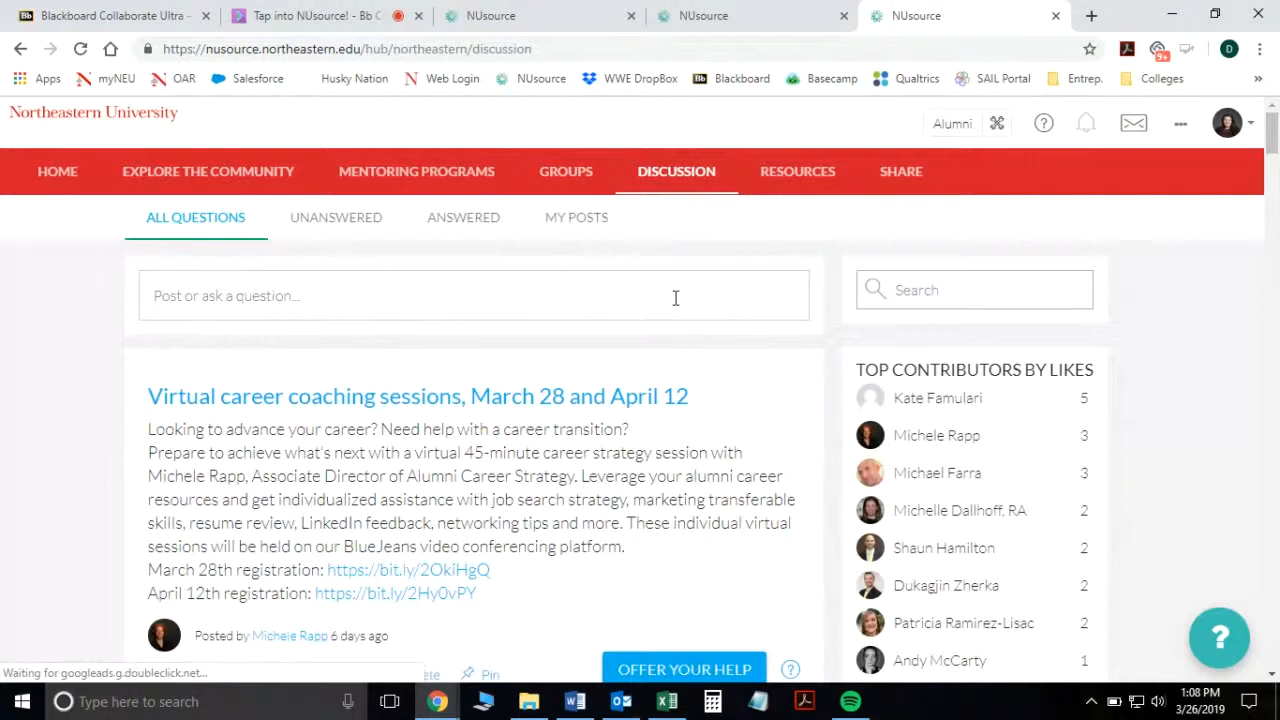 Blackboard Collaborate Ultra -
Tap into NUsource! - Bb C
NUsource
NUsource
NUsource
https://nusource.northeastern.edu/hub/northeastern/discussion
9+
D
Apps
myNEU
OAR
Salesforce
Husky Nation
Web Login
NUsource
WWE DropBox
Bb Blackboard
Basecamp
Qualtrics
SAIL Portal
Entrep.
Colleges
»
Northeastern University
Alumni
HOME
EXPLORE THE COMMUNITY
MENTORING PROGRAMS
GROUPS
DISCUSSION
RESOURCES
SHARE
ALL QUESTIONS
UNANSWERED
ANSWERED
MY POSTS
Post or ask a question...
Search
Virtual career coaching sessions, March 28 and April 12
Looking to advance your career? Need help with a career transition?
Prepare to achieve what's next with a virtual 45-minute career strategy session with
Michele Rapp, Associate Director of Alumni Career Strategy. Leverage your alumni career
resources and get individualized assistance with job search strategy, marketing transferable
skills, resume review, LinkedIn feedback, networking tips and more. These individual virtual
sessions will be held on our BlueJeans video conferencing platform.
March 28th registration: https://bit.ly/2OkiHgQ
April 12th registration: https://bit.ly/2Hy0vPY
Posted by Michele Rapp 6 days ago
Pin
OFFER YOUR HELP
?
TOP CONTRIBUTORS BY LIKES
Kate Famulari 5
Michele Rapp 3
Michael Farra 3
Michelle Dallhoff, RA 2
Shaun Hamilton 2
Dukagjin Zherka 2
Patricia Ramirez-Lisac 2
Andy McCarty 1
?
Waiting for googleads.g.doubleclick.net...
Type here to search
1:08 PM
3/26/2019